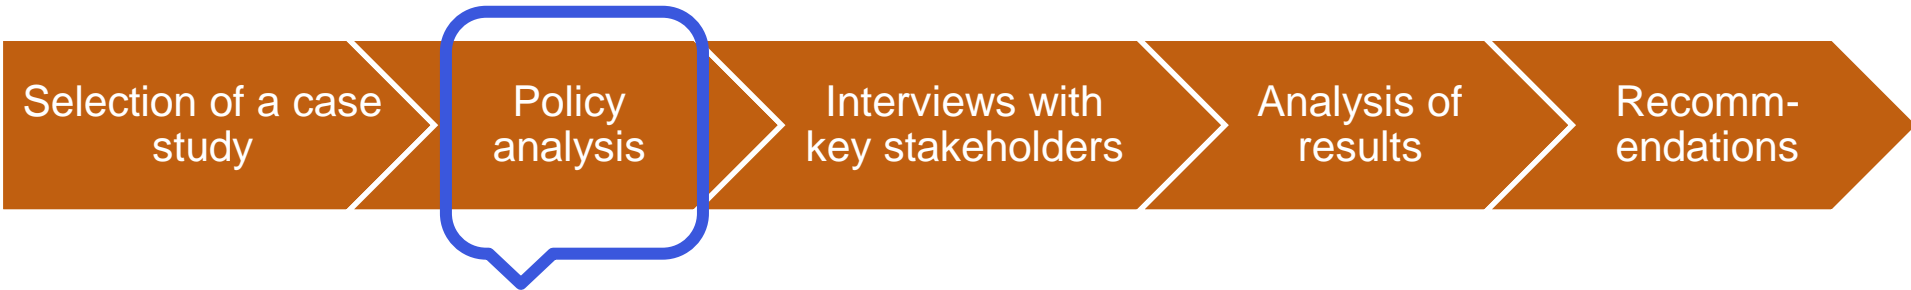 Selection of a case
study
Policy
analysis
Interviews with
key stakeholders
Analysis of
results
Recomm-
endations